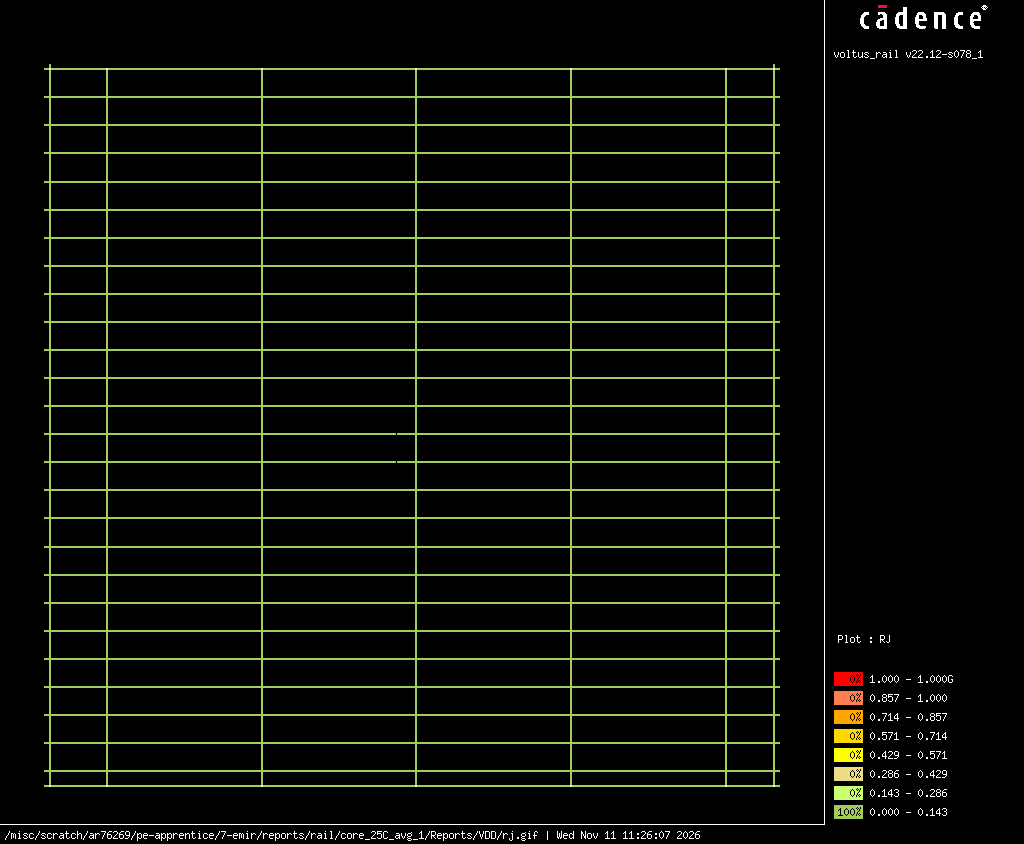 cādence®
voltus_rail v22.12-s078_1
Plot : RJ
0% 1.000 - 1.000G
0% 0.857 - 1.000
0% 0.714 - 0.857
0% 0.571 - 0.714
0% 0.429 - 0.571
0% 0.286 - 0.429
0% 0.143 - 0.286
100% 0.000 - 0.143
/misc/scratch/ar76269/pe-apprentice/7-emir/reports/rail/core_25C_avg_1/Reports/VDD/rj.gif | Wed Nov 11 11:26:07 2026